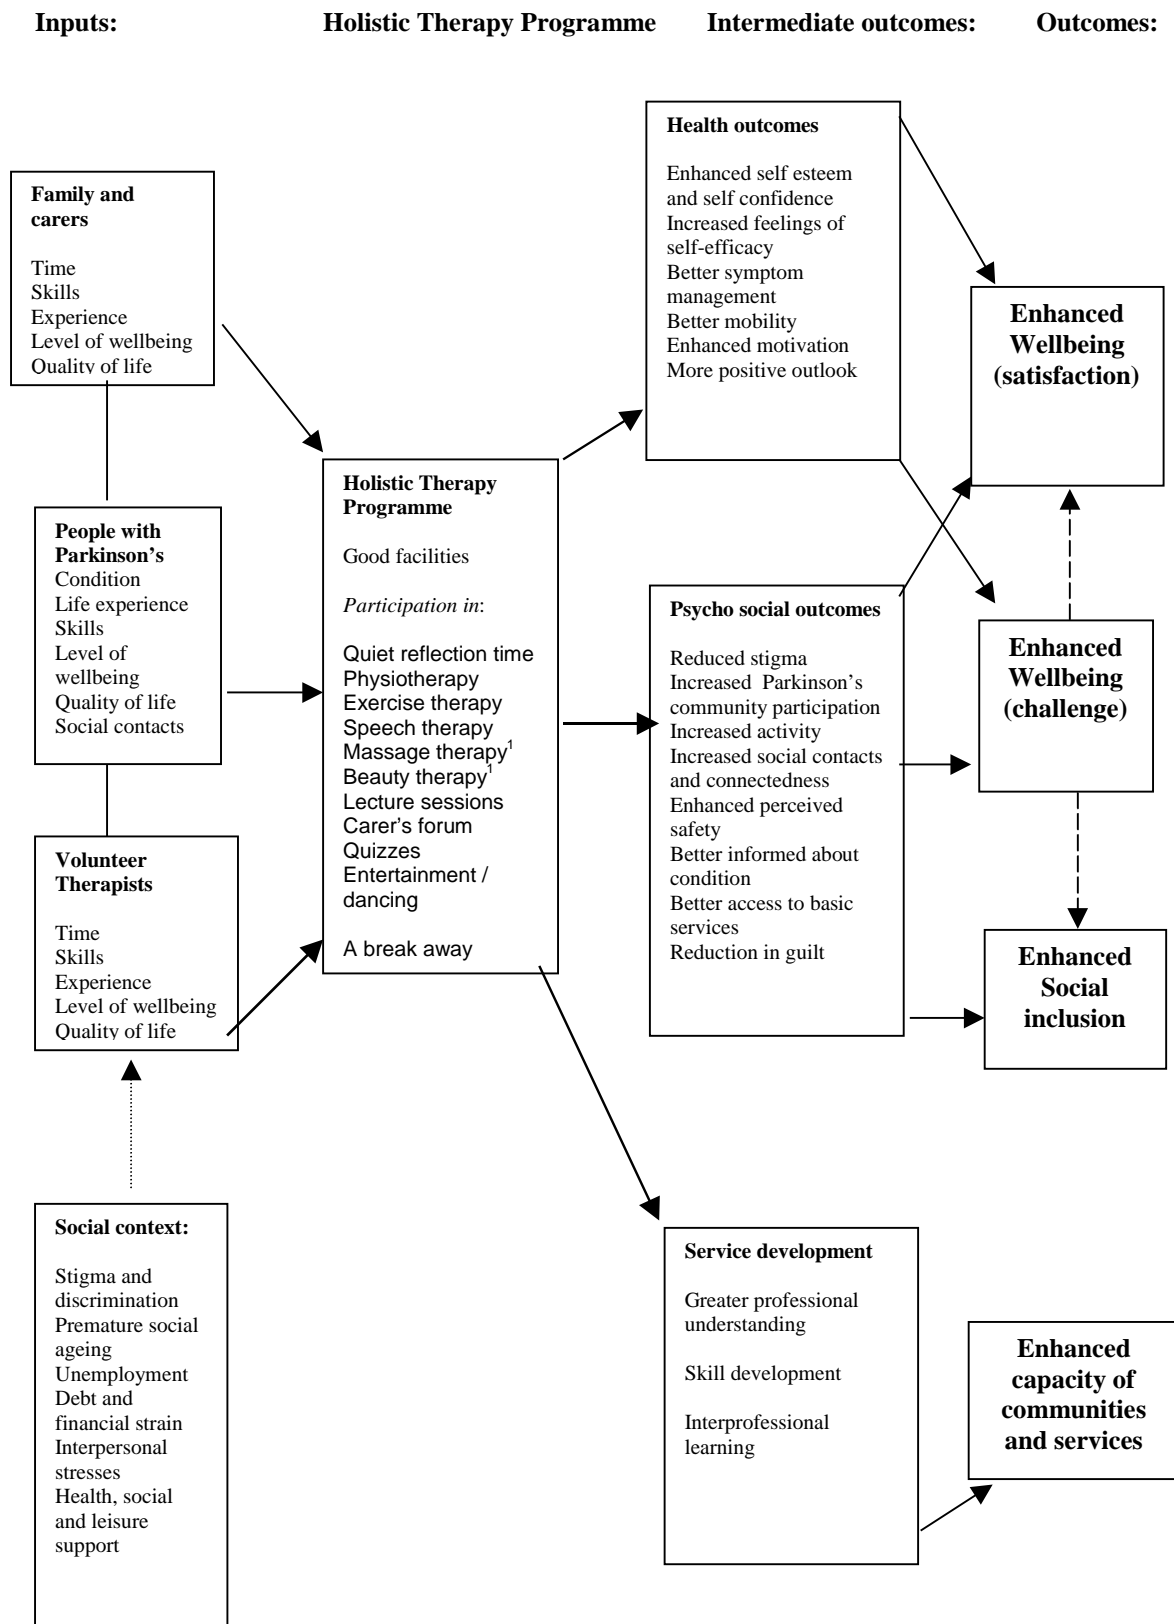 Inputs:
Holistic Therapy Programme
Intermediate outcomes:
Outcomes:
Family and
carers
Time
Skills
Experience
Level of wellbeing
Quality of life
People with
Parkinson’s
Condition
Life experience
Skills
Level of
wellbeing
Quality of life
Social contacts
Volunteer
Therapists
Time
Skills
Experience
Level of wellbeing
Quality of life
Social context:
Stigma and
discrimination
Premature social
ageing
Unemployment
Debt and
financial strain
Interpersonal
stresses
Health, social
and leisure
support
Holistic Therapy
Programme
Good facilities
Participation in:
Quiet reflection time
Physiotherapy
Exercise therapy
Speech therapy
Massage therapy¹
Beauty therapy¹
Lecture sessions
Carer’s forum
Quizzes
Entertainment /
dancing
A break away
Health outcomes
Enhanced self esteem
and self confidence
Increased feelings of
self-efficacy
Better symptom
management
Better mobility
Enhanced motivation
More positive outlook
Psycho social outcomes
Reduced stigma
Increased Parkinson’s
community participation
Increased activity
Increased social contacts
and connectedness
Enhanced perceived
safety
Better informed about
condition
Better access to basic
services
Reduction in guilt
Service development
Greater professional
understanding
Skill development
Interprofessional
learning
Enhanced
Wellbeing
(satisfaction)
Enhanced
Wellbeing
(challenge)
Enhanced
Social
inclusion
Enhanced
capacity of
communities
and services